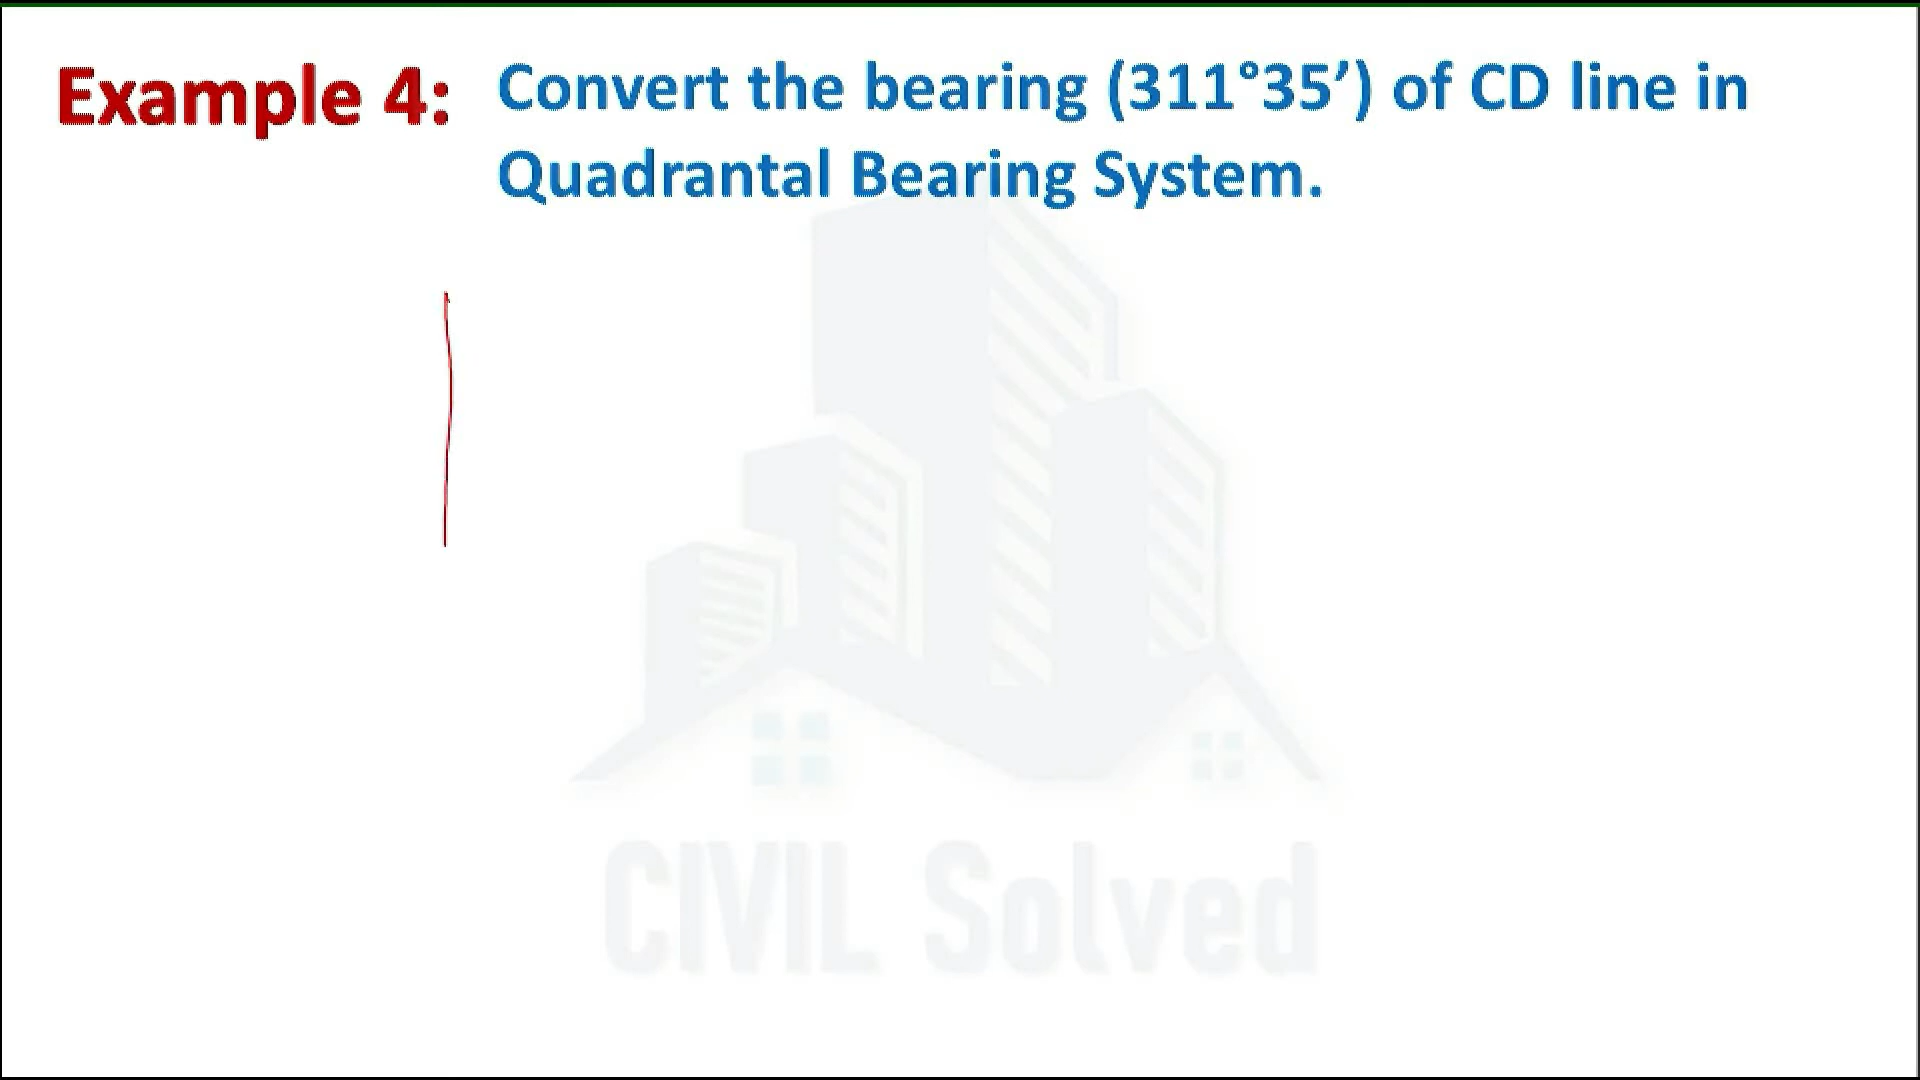 Example 4: Convert the bearing (311°35’) of CD line in
Quadrantal Bearing System.
CIVIL Solved